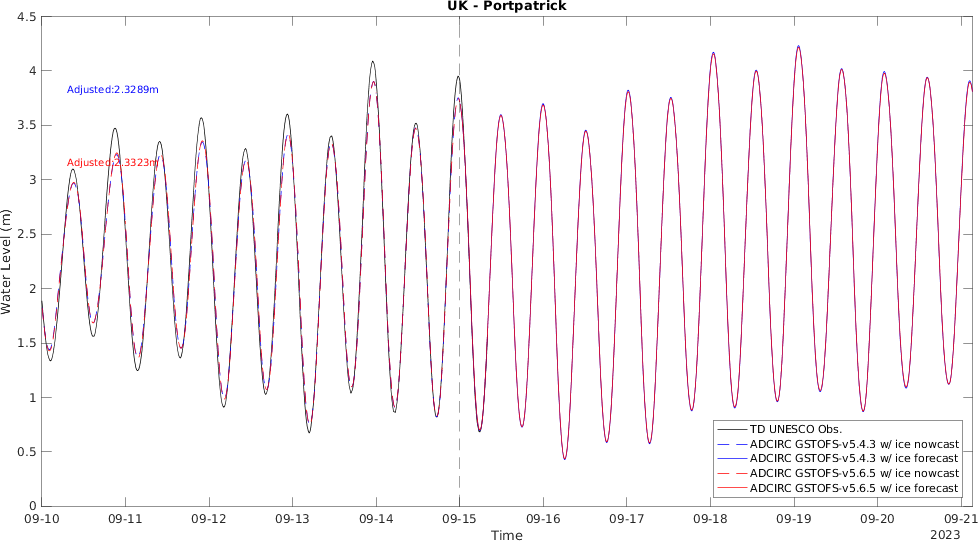 UK - Portpatrick
4.5
4
3.5
3
2.5
2
1.5
1
0.5
0
Water Level (m)
Adjusted:2.3289m
Adjusted:2.3323m
TD UNESCO Obs.
ADCIRC GSTOFS-v5.4.3 w/ ice nowcast
ADCIRC GSTOFS-v5.4.3 w/ ice forecast
ADCIRC GSTOFS-v5.6.5 w/ ice nowcast
ADCIRC GSTOFS-v5.6.5 w/ ice forecast
09-10 09-11 09-12 09-13 09-14 09-15 09-16 09-17 09-18 09-19 09-20 09-21
Time
2023